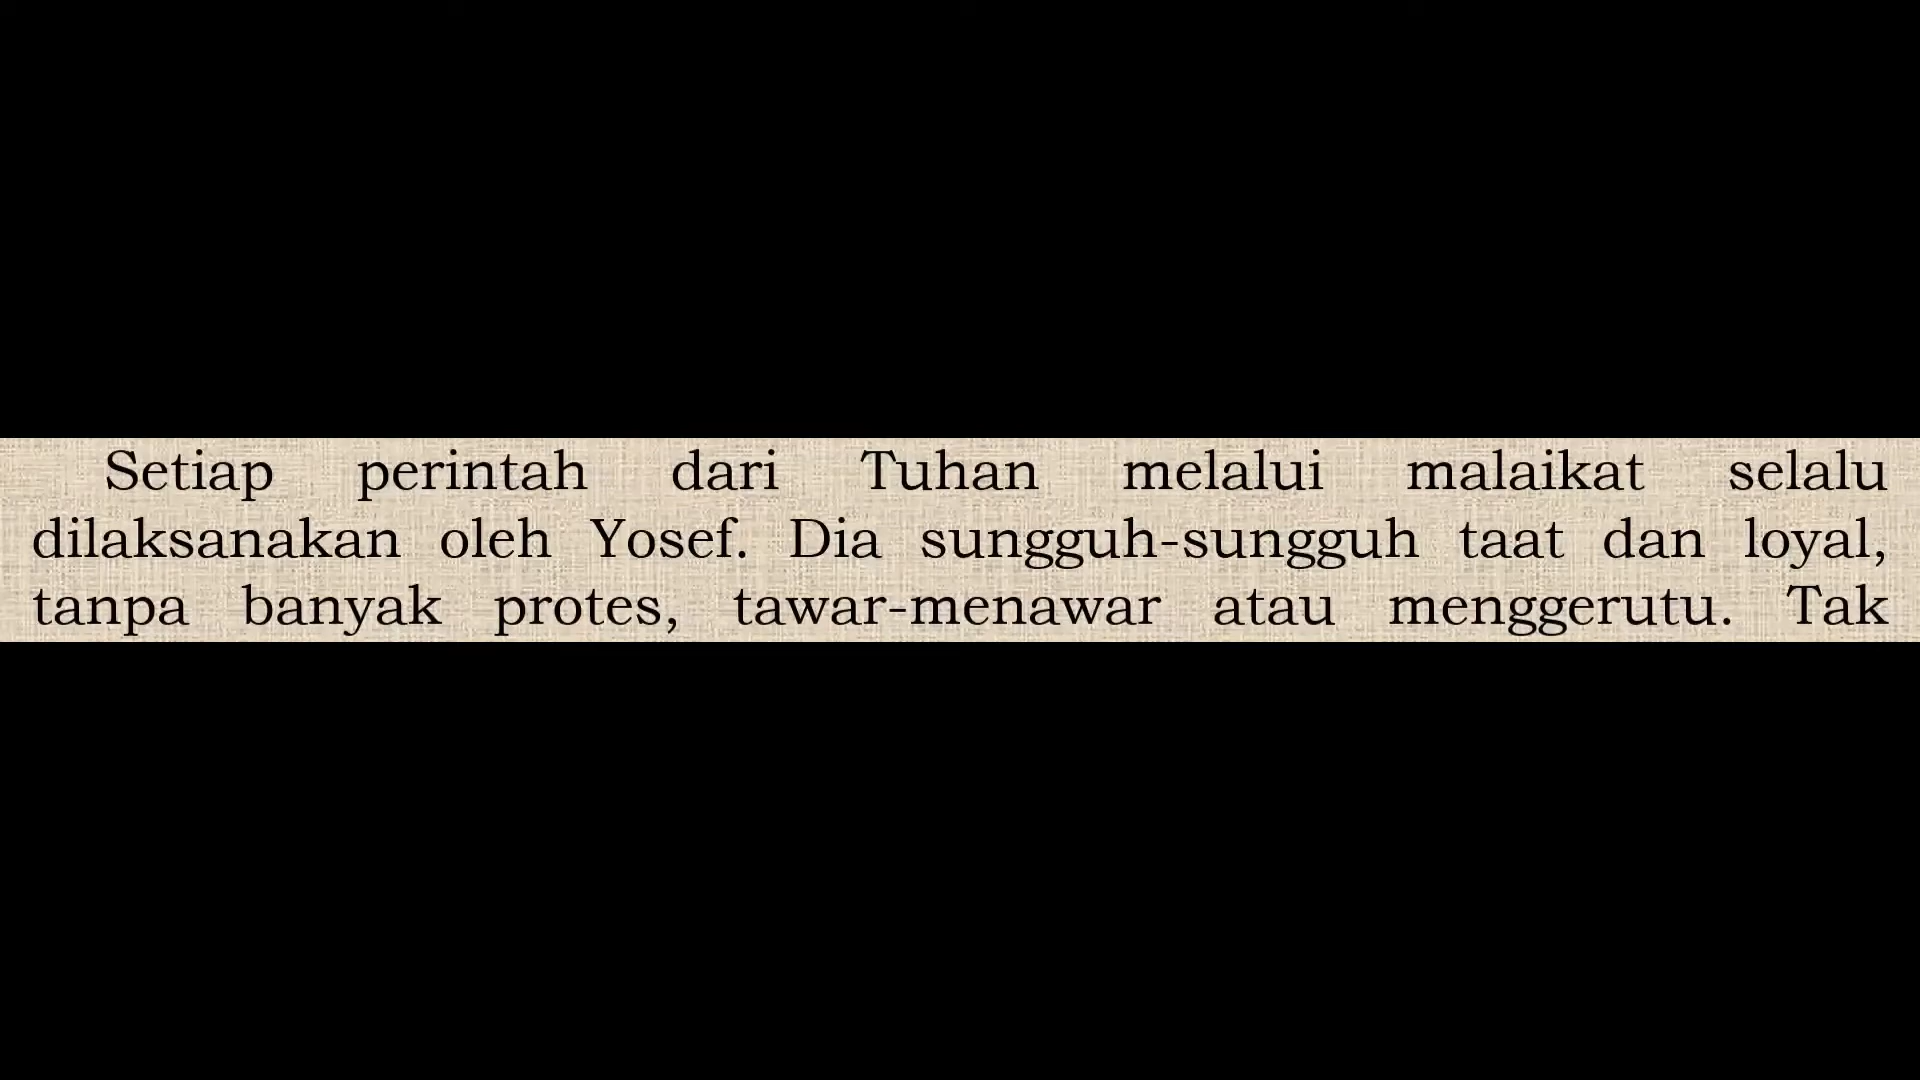 Setiap perintah dari Tuhan melalui malaikat selalu
dilaksanakan oleh Yosef. Dia sungguh-sungguh taat dan loyal,
tanpa banyak protes, tawar-menawar atau menggerutu. Tak